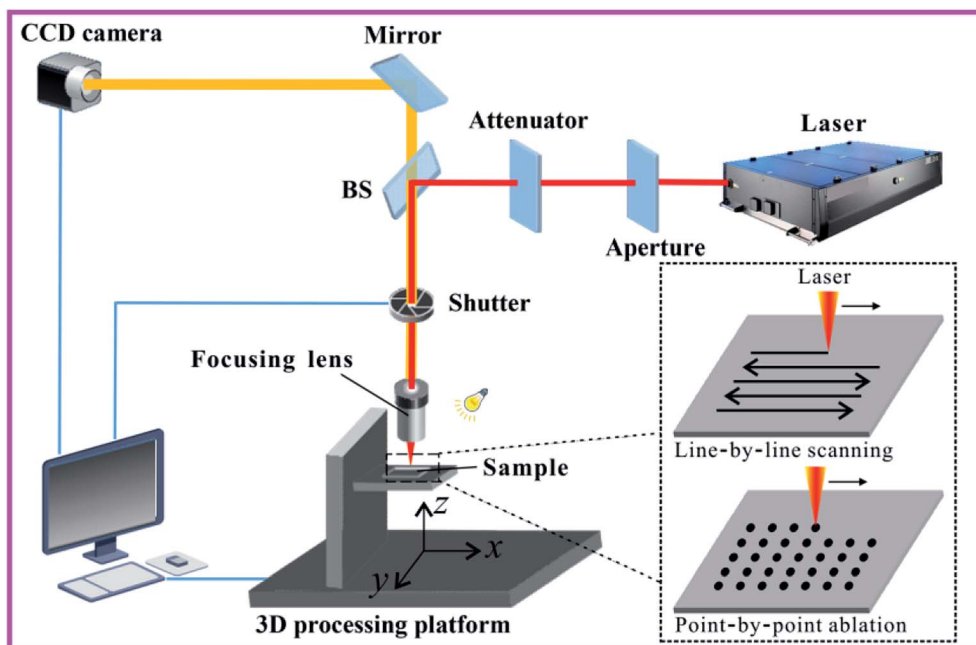 CCD camera
Mirror
Attenuator
Laser
BS
Aperture
Shutter
Laser
Focusing lens
Line-by-line scanning
Sample
z
x
y
3D processing platform
Point-by-point ablation